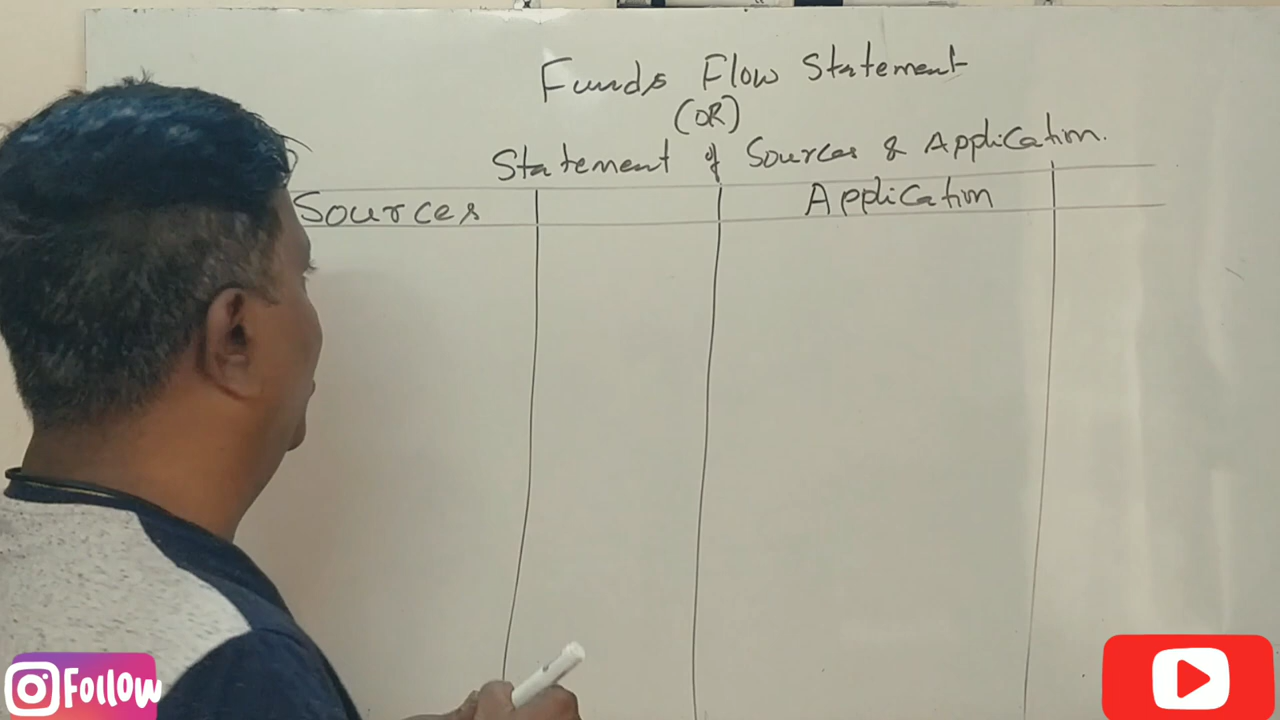 Funds Flow Statement
(OR)
Statement of Sources & Application.
Sources Application
Follow